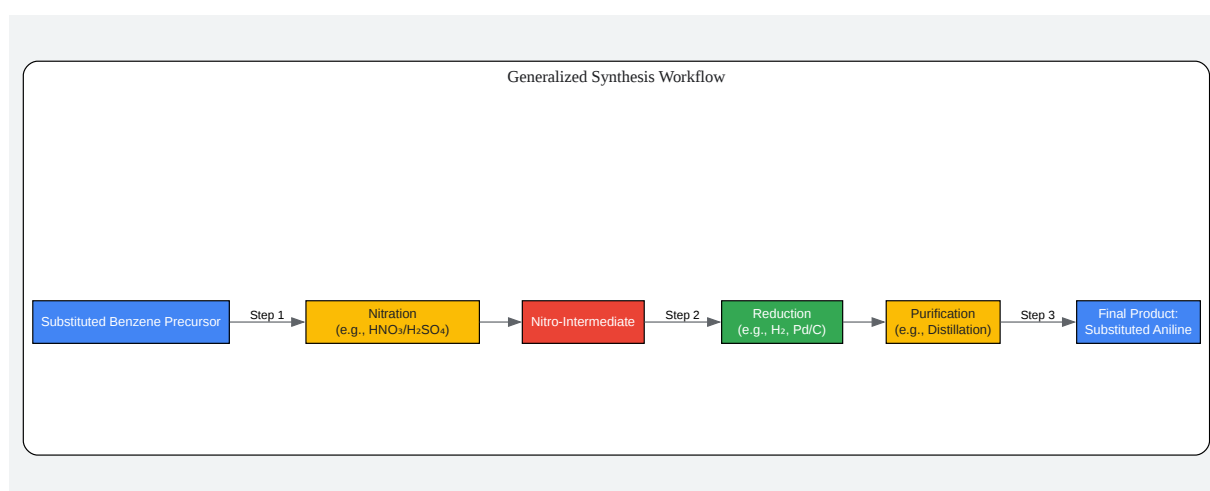 Generalized Synthesis Workflow
Substituted Benzene Precursor
Step 1
Nitration
(e.g., HNO₃/H₂SO₄)
Nitro-Intermediate
Step 2
Reduction
(e.g., H₂, Pd/C)
Purification
(e.g., Distillation)
Step 3
Final Product:
Substituted Aniline